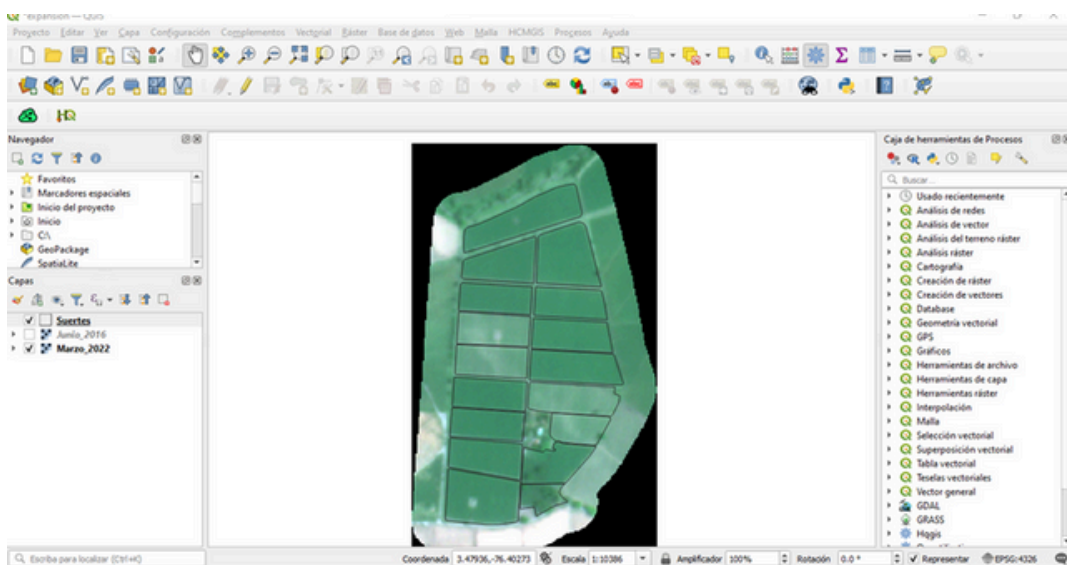 *expansion — QGIS
Proyecto Editar Ver Capa Configuración Complementos Vectorial Ráster Base de datos Web Malla HCMGIS Procesos Ayuda
Navegador
Favoritos
Marcadores espaciales
Inicio del proyecto
Inicio
C:\
GeoPackage
SpatiaLite
Capas
Suertes
Junio_2016
Marzo_2022
Caja de herramientas de Procesos
Buscar...
Usado recientemente
Análisis de redes
Análisis de vector
Análisis del terreno ráster
Análisis ráster
Cartografía
Creación de ráster
Creación de vectores
Database
Geometría vectorial
GPS
Gráficos
Herramientas de archivo
Herramientas de capa
Herramientas ráster
Interpolación
Malla
Selección vectorial
Superposición vectorial
Tabla vectorial
Teselas vectoriales
Vector general
GDAL
GRASS
Hqgis
Escriba para localizar (Ctrl+K) Coordenada 3.47936,-76.40273 Escala 1:10386 Amplificador 100% Rotación 0.0 ° Representar EPSG:4326